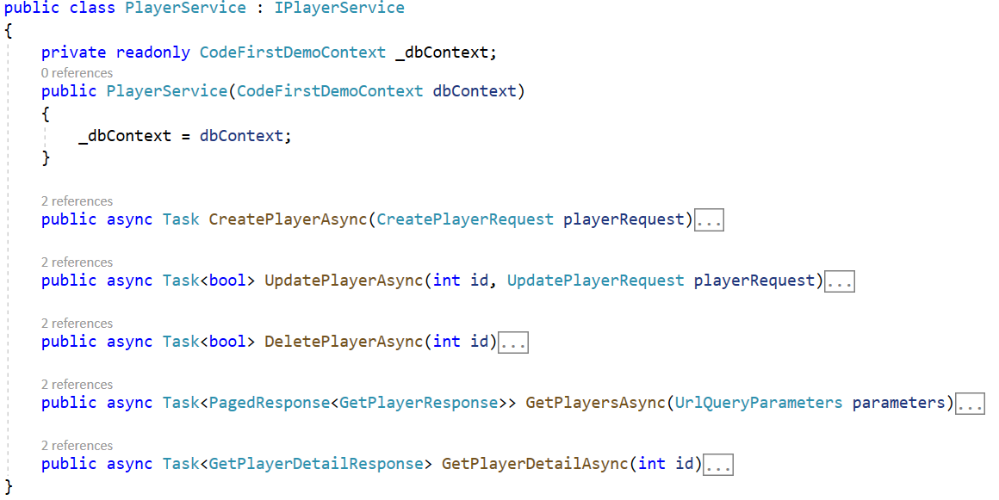 public class PlayerService : IPlayerService
{
private readonly CodeFirstDemoContext _dbContext;
0 references
public PlayerService(CodeFirstDemoContext dbContext)
{
_dbContext = dbContext;
}
2 references
public async Task CreatePlayerAsync(CreatePlayerRequest playerRequest)...
2 references
public async Task<bool> UpdatePlayerAsync(int id, UpdatePlayerRequest playerRequest)...
2 references
public async Task<bool> DeletePlayerAsync(int id)...
2 references
public async Task<PagedResponse<GetPlayerResponse>> GetPlayersAsync(UrlQueryParameters parameters)...
2 references
public async Task<GetPlayerDetailResponse> GetPlayerDetailAsync(int id)...
}